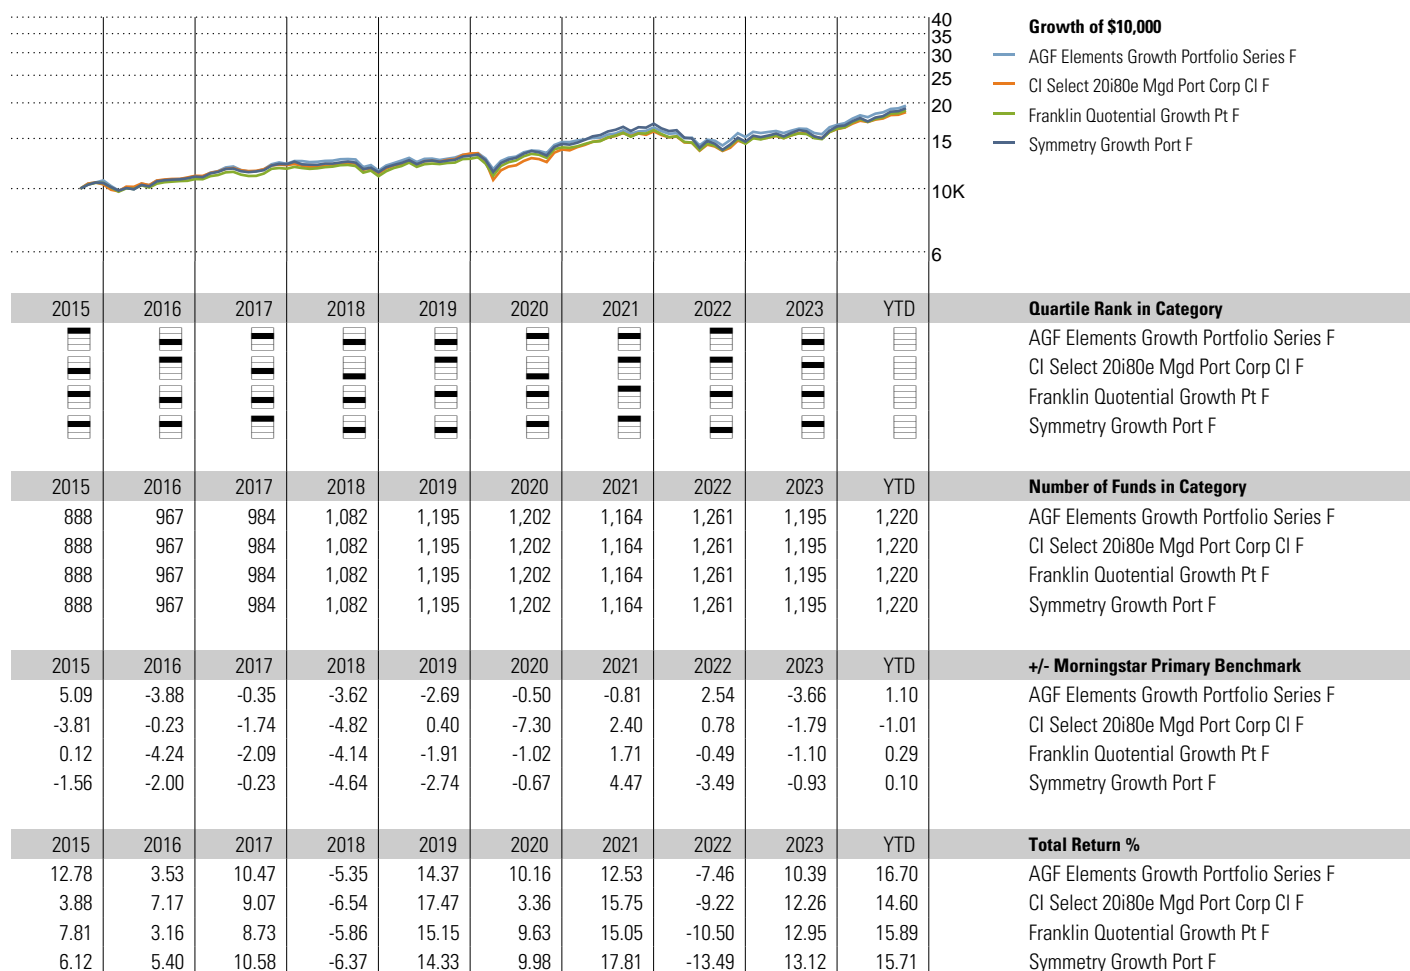 40
35
30
25
20
15
10K
6
Growth of $10,000
AGF Elements Growth Portfolio Series F
CI Select 20i80e Mgd Port Corp Cl F
Franklin Quotential Growth Pt F
Symmetry Growth Port F
2015 2016 2017 2018 2019 2020 2021 2022 2023 YTD Quartile Rank in Category
AGF Elements Growth Portfolio Series F
CI Select 20i80e Mgd Port Corp Cl F
Franklin Quotential Growth Pt F
Symmetry Growth Port F
2015 2016 2017 2018 2019 2020 2021 2022 2023 YTD Number of Funds in Category
888 967 984 1,082 1,195 1,202 1,164 1,261 1,195 1,220 AGF Elements Growth Portfolio Series F
888 967 984 1,082 1,195 1,202 1,164 1,261 1,195 1,220 CI Select 20i80e Mgd Port Corp Cl F
888 967 984 1,082 1,195 1,202 1,164 1,261 1,195 1,220 Franklin Quotential Growth Pt F
888 967 984 1,082 1,195 1,202 1,164 1,261 1,195 1,220 Symmetry Growth Port F
2015 2016 2017 2018 2019 2020 2021 2022 2023 YTD +/- Morningstar Primary Benchmark
5.09 -3.88 -0.35 -3.62 -2.69 -0.50 -0.81 2.54 -3.66 1.10 AGF Elements Growth Portfolio Series F
-3.81 -0.23 -1.74 -4.82 0.40 -7.30 2.40 0.78 -1.79 -1.01 CI Select 20i80e Mgd Port Corp Cl F
0.12 -4.24 -2.09 -4.14 -1.91 -1.02 1.71 -0.49 -1.10 0.29 Franklin Quotential Growth Pt F
-1.56 -2.00 -0.23 -4.64 -2.74 -0.67 4.47 -3.49 -0.93 0.10 Symmetry Growth Port F
2015 2016 2017 2018 2019 2020 2021 2022 2023 YTD Total Return %
12.78 3.53 10.47 -5.35 14.37 10.16 12.53 -7.46 10.39 16.70 AGF Elements Growth Portfolio Series F
3.88 7.17 9.07 -6.54 17.47 3.36 15.75 -9.22 12.26 14.60 CI Select 20i80e Mgd Port Corp Cl F
7.81 3.16 8.73 -5.86 15.15 9.63 15.05 -10.50 12.95 15.89 Franklin Quotential Growth Pt F
6.12 5.40 10.58 -6.37 14.33 9.98 17.81 -13.49 13.12 15.71 Symmetry Growth Port F